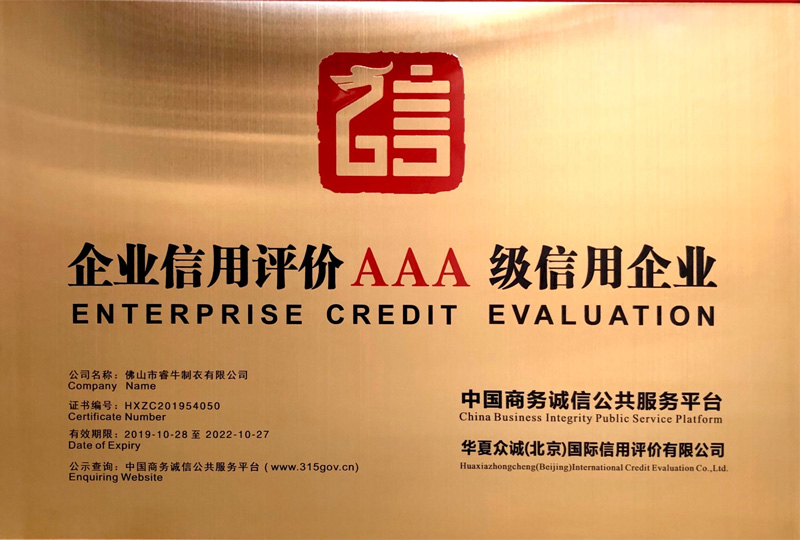 信
企业信用评价AAA 级信用企业
ENTERPRISE CREDIT EVALUATION
公司名称：佛山市睿牛制衣有限公司
Company Name
证书编号：HXZC201954050
Certificate Number
有效期限：2019-10-28 至 2022-10-27
Date of Expiry
公示查询：中国商务诚信公共服务平台 ( www.315gov.cn)
Enquiring Website
中国商务诚信公共服务平台
China Business Integrity Public Service Platform
华夏众诚(北京)国际信用评价有限公司
Huaxiazhongcheng(Beijing)International Credit Evaluation Co.,Ltd.